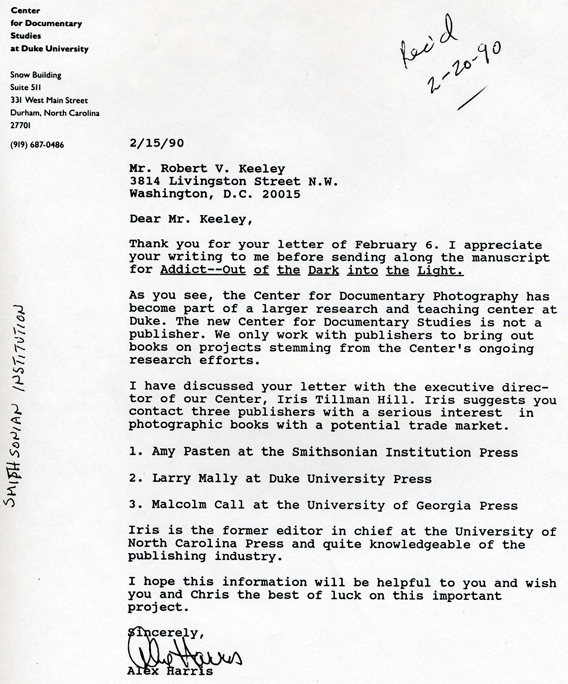 Center
for Documentary
Studies
at Duke University
Snow Building
Suite 511
331 West Main Street
Durham, North Carolina
27701
(919) 687-0486
Rec'd
2-20-90
2/15/90
Mr. Robert V. Keeley
3814 Livingston Street N.W.
Washington, D.C. 20015
Dear Mr. Keeley,
Thank you for your letter of February 6. I appreciate
your writing to me before sending along the manuscript
for Addict--Out of the Dark into the Light.
As you see, the Center for Documentary Photography has
become part of a larger research and teaching center at
Duke. The new Center for Documentary Studies is not a
publisher. We only work with publishers to bring out
books on projects stemming from the Center's ongoing
research efforts.
I have discussed your letter with the executive direc-
tor of our Center, Iris Tillman Hill. Iris suggests you
contact three publishers with a serious interest in
photographic books with a potential trade market.
1. Amy Pasten at the Smithsonian Institution Press
2. Larry Mally at Duke University Press
3. Malcolm Call at the University of Georgia Press
Iris is the former editor in chief at the University of
North Carolina Press and quite knowledgeable of the
publishing industry.
I hope this information will be helpful to you and wish
you and Chris the best of luck on this important
project.
Sincerely,
Alex Harris
Alex Harris
SMITHSONIAN INSTITUTION